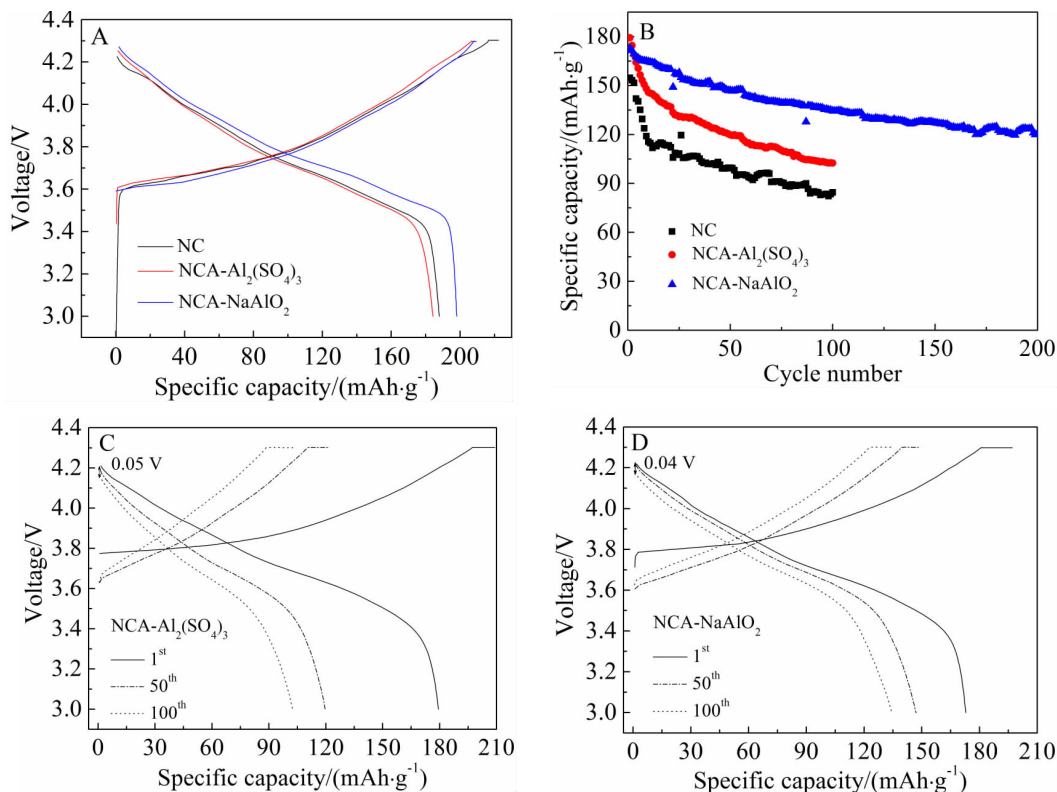 A
4.4
4.2
4.0
3.8
3.6
3.4
3.2
3.0
Voltage/V
NC
NCA-Al₂(SO₄)₃
NCA-NaAlO₂
0 40 80 120 160 200
Specific capacity/(mAh·g⁻¹)
B
180
150
120
90
60
30
0
Specific capacity/(mAh·g⁻¹)
NC
NCA-Al₂(SO₄)₃
NCA-NaAlO₂
0 50 100 150 200
Cycle number
C
4.4
4.2
4.0
3.8
3.6
3.4
3.2
3.0
Voltage/V
0.05 V
NCA-Al₂(SO₄)₃
1ˢᵗ
50ᵗʰ
100ᵗʰ
0 30 60 90 120 150 180 210
Specific capacity/(mAh·g⁻¹)
D
4.4
4.2
4.0
3.8
3.6
3.4
3.2
3.0
Voltage/V
0.04 V
NCA-NaAlO₂
1ˢᵗ
50ᵗʰ
100ᵗʰ
0 30 60 90 120 150 180 210
Specific capacity/(mAh·g⁻¹)